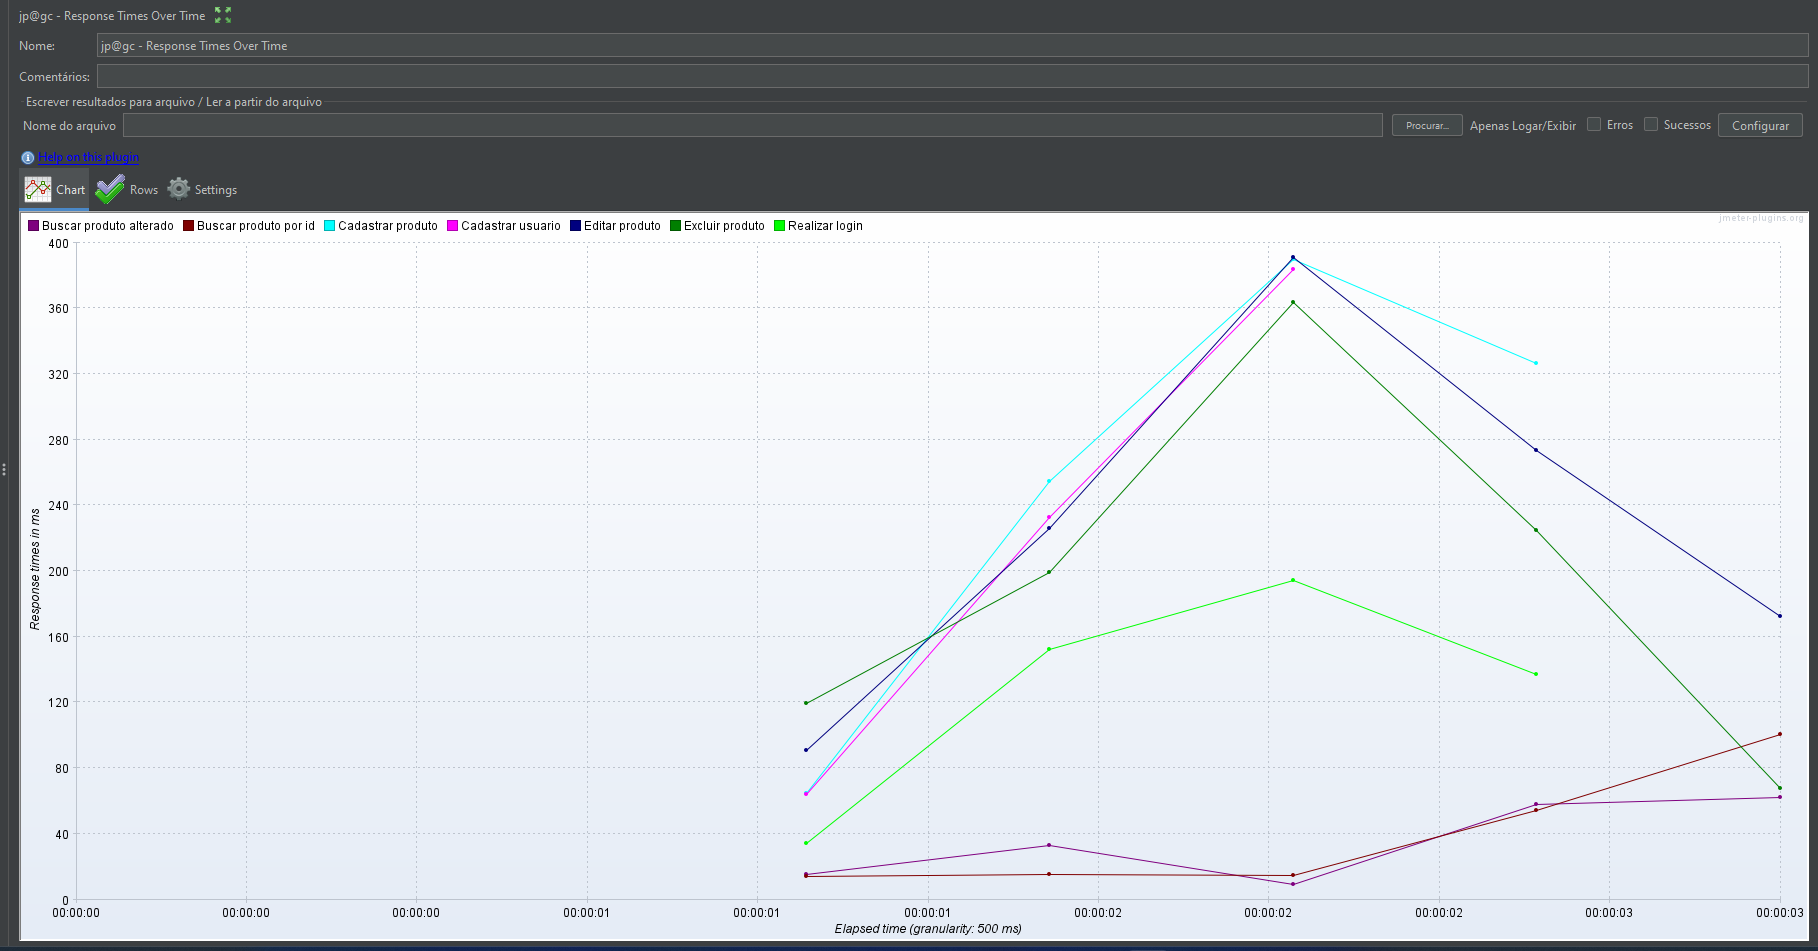 jp@gc - Response Times Over Time
Nome: jp@gc - Response Times Over Time
Comentários:
Escrever resultados para arquivo / Ler a partir do arquivo
Nome do arquivo Procurar... Apenas Logar/Exibir Erros Sucessos Configurar
Help on this plugin
Chart Rows Settings
jmeter-plugins.org
Buscar produto alterado Buscar produto por id Cadastrar produto Cadastrar usuario Editar produto Excluir produto Realizar login
400
360
320
280
240
200
160
120
80
40
0
Response times in ms
00:00:00 00:00:00 00:00:00 00:00:01 00:00:01 00:00:01 00:00:02 00:00:02 00:00:02 00:00:03 00:00:03
Elapsed time (granularity: 500 ms)